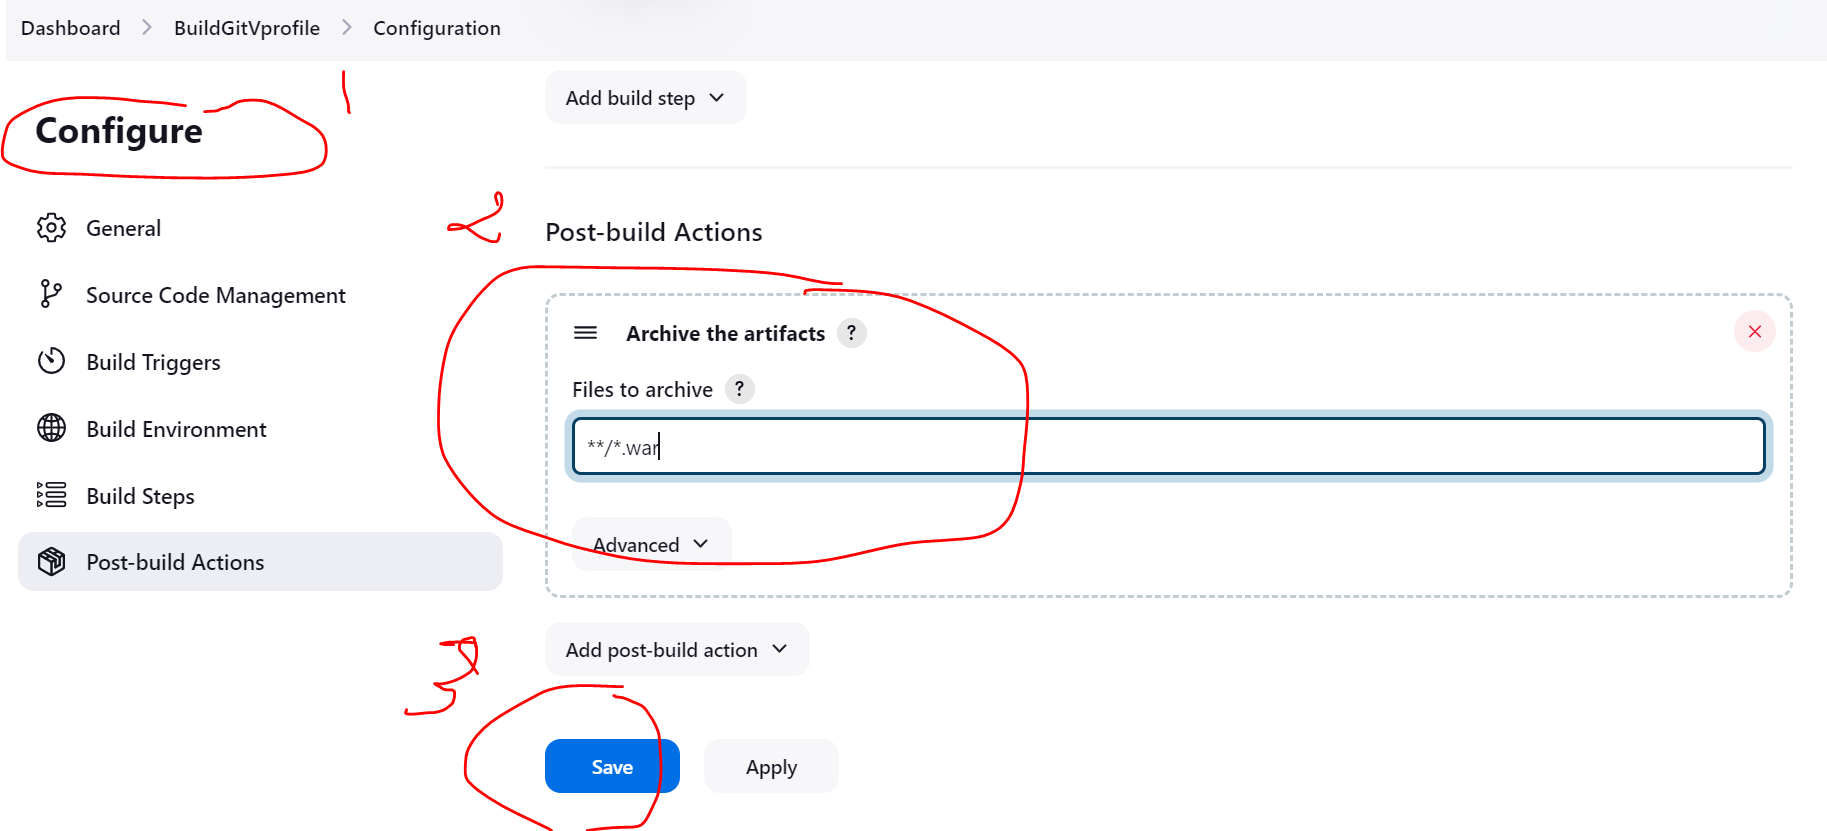 Dashboard > BuildGitVprofile > Configuration
1
Configure
General
Source Code Management
Build Triggers
Build Environment
Build Steps
Post-build Actions
Add build step
2
Post-build Actions
Archive the artifacts ?
Files to archive ?
**/*.war
Advanced
3
Add post-build action
Save
Apply